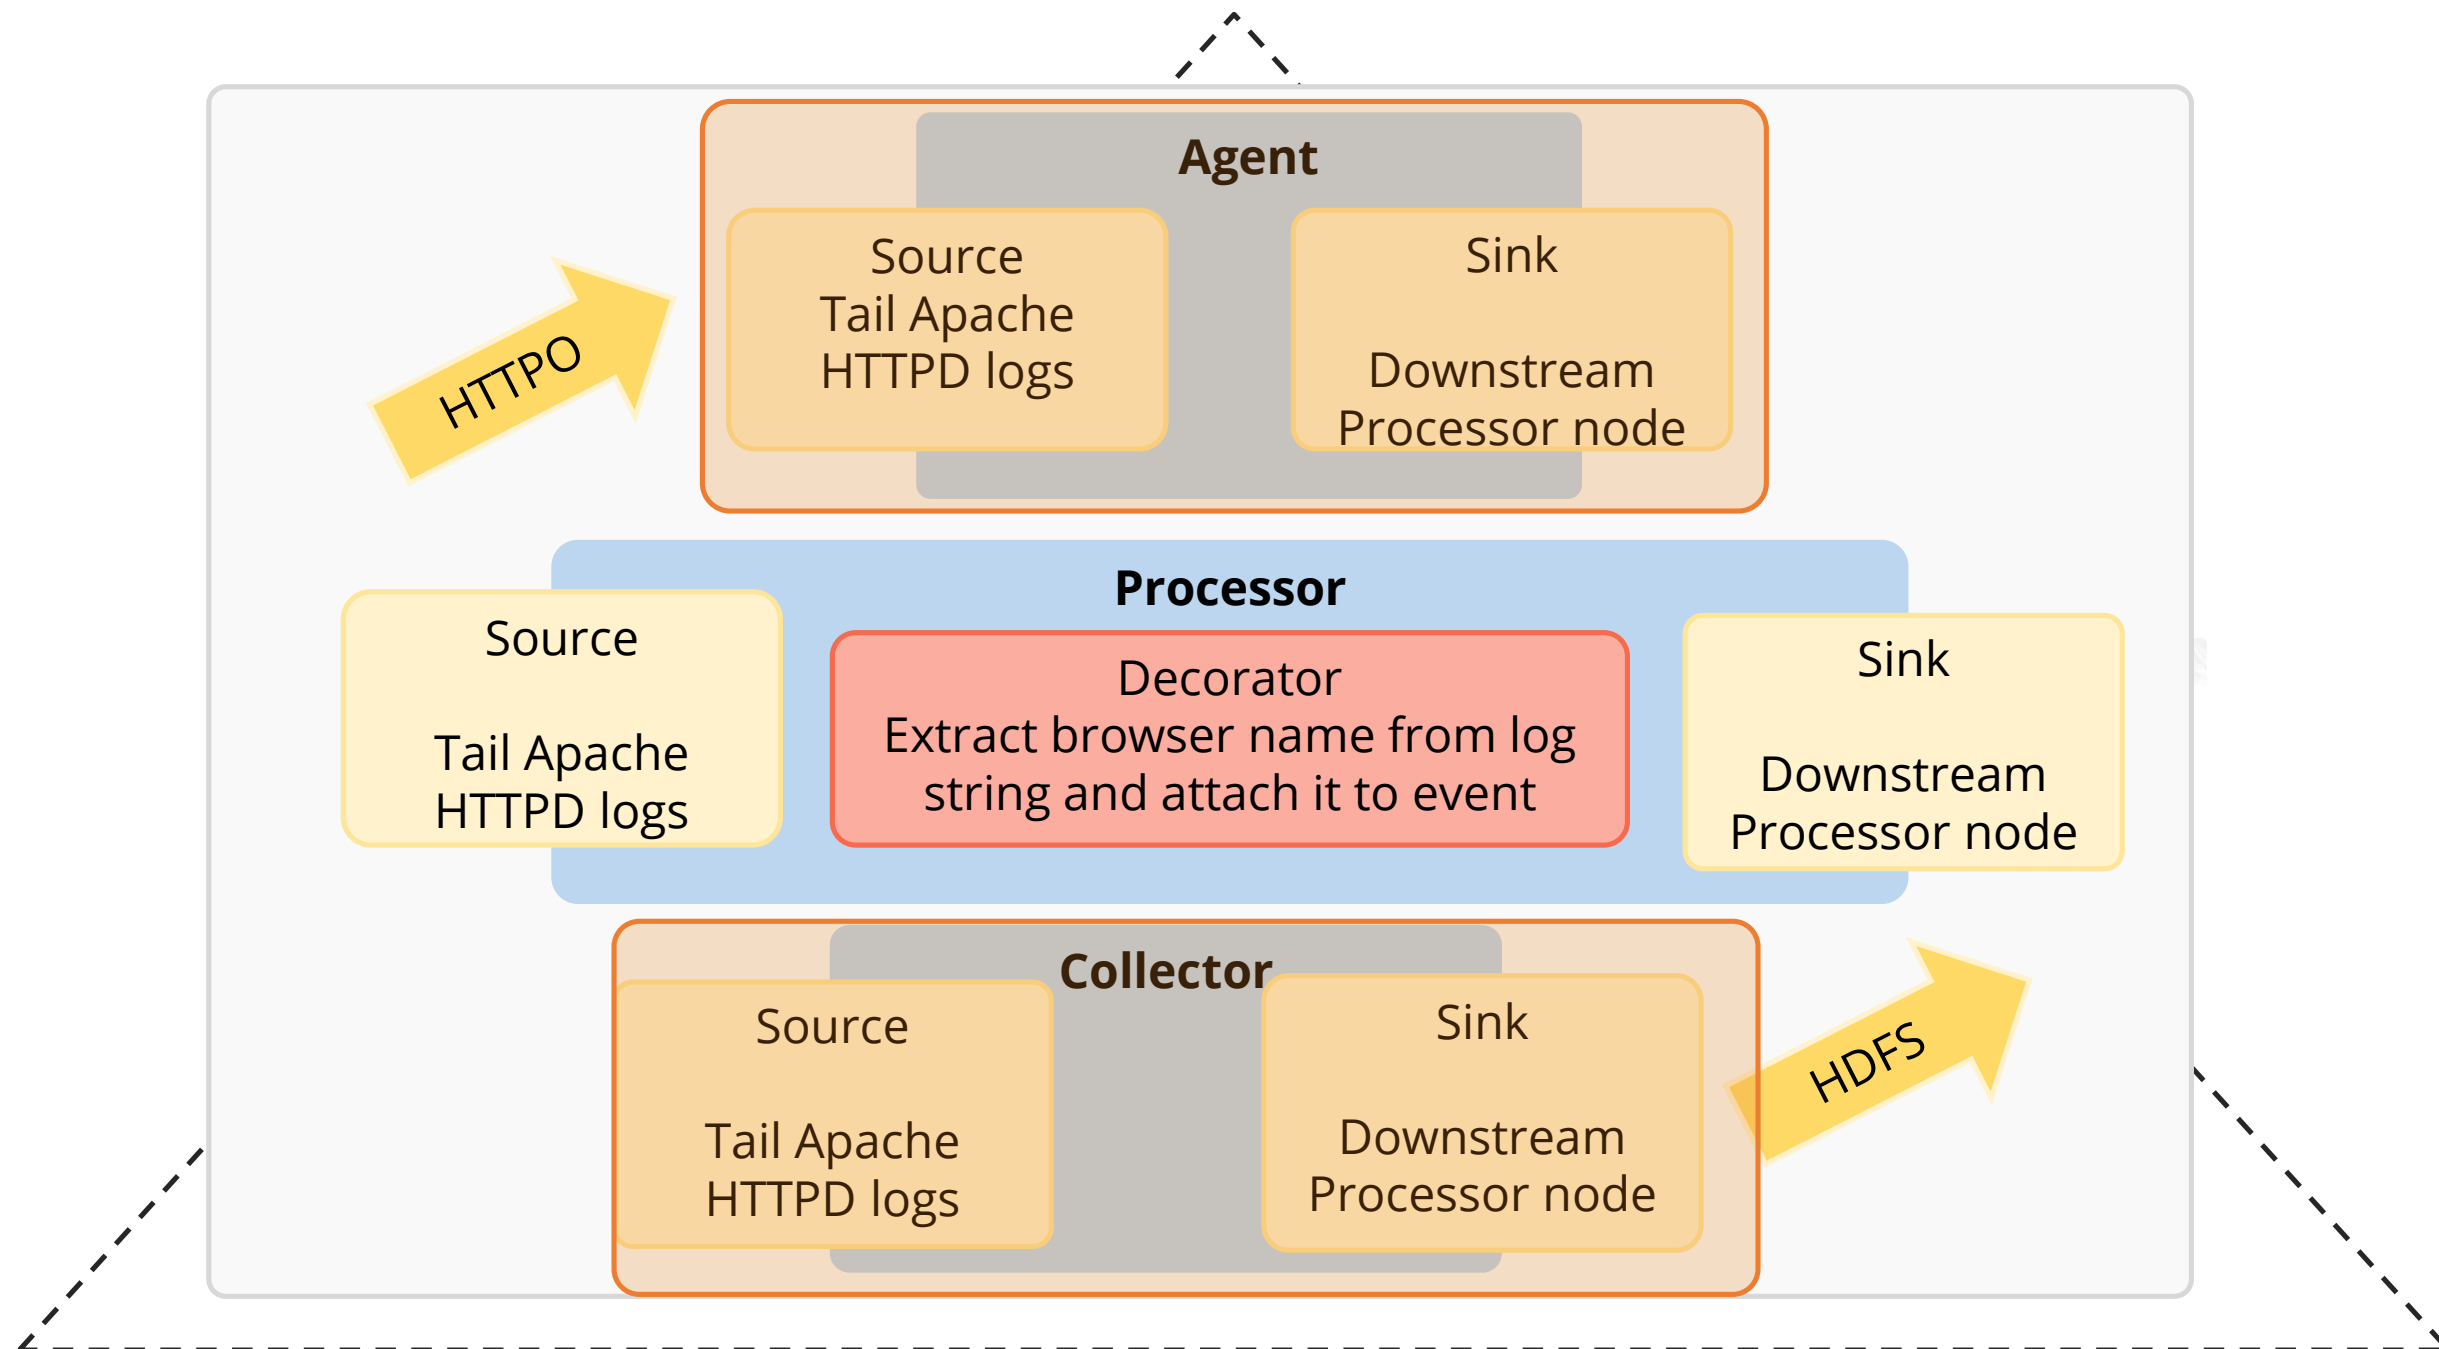 Agent
Source
Tail Apache
HTTPD logs
Sink
Downstream
Processor node
HTTPO
Processor
Source
Tail Apache
HTTPD logs
Decorator
Extract browser name from log
string and attach it to event
Sink
Downstream
Processor node
Collector
Source
Tail Apache
HTTPD logs
Sink
Downstream
Processor node
HDFS